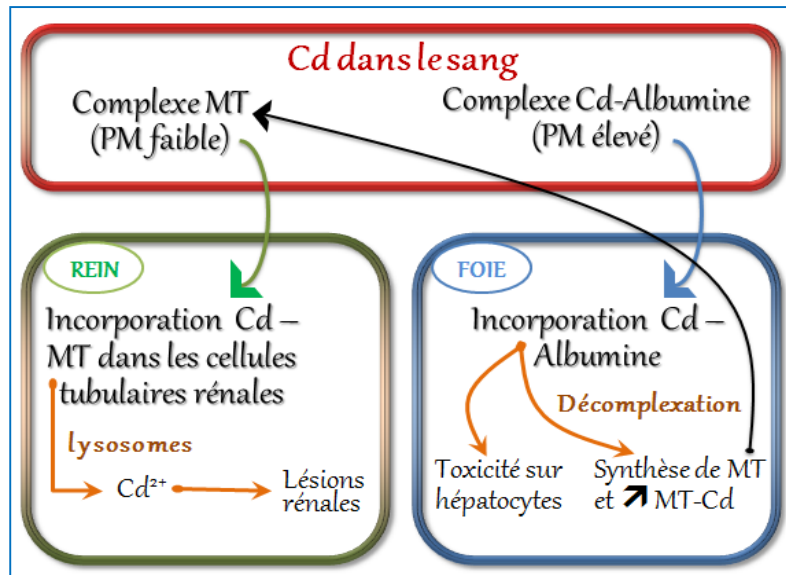 Cd dans le sang
Complexe MT
(PM faible)
Complexe Cd-Albumine
(PM élevé)
REIN
Incorporation Cd –
MT dans les cellules
tubulaires rénales
lysosomes
Cd²⁺
Lésions
rénales
FOIE
Incorporation Cd –
Albumine
Décomplexation
Toxicité sur
hépatocytes
Synthèse de MT
et ↗ MT-Cd